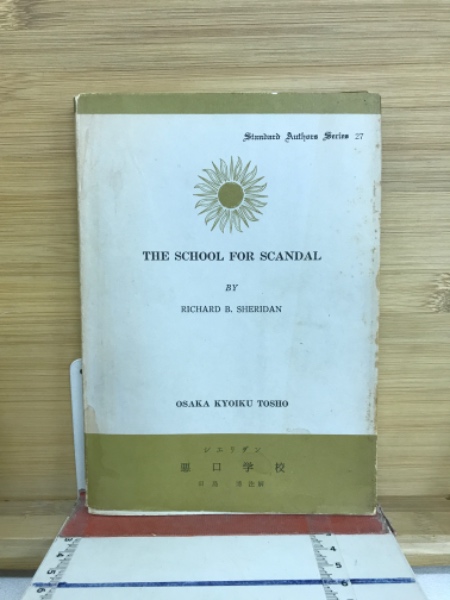 Standard Authors Series 27
THE SCHOOL FOR SCANDAL
BY
RICHARD B. SHERIDAN
OSAKA KYOIKU TOSHO
シエリダン
悪口学校